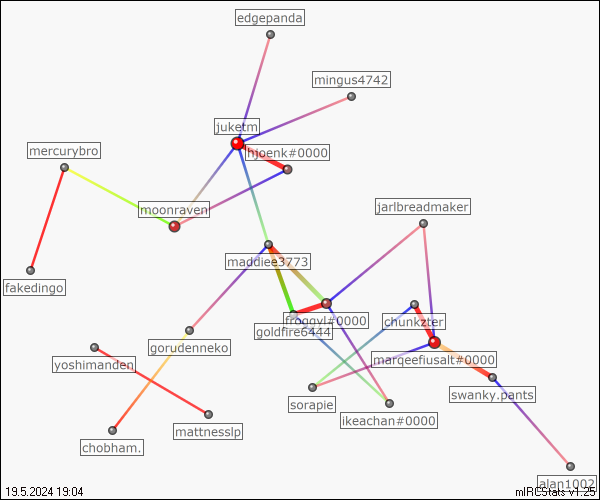 edgepanda
mingus4742
juketm
hjoenk#0000
mercurybro
moonraven
jarlbreadmaker
maddiee3773
fakedingo
froggyl#0000
chunkzter
goldfire6444
gorudenneko
marqeefiusalt#0000
yoshimanden
swanky.pants
sorapie
ikeachan#0000
mattnesslp
chobham.
alan1002
19.5.2024 19:04
mIRCStats v1.25